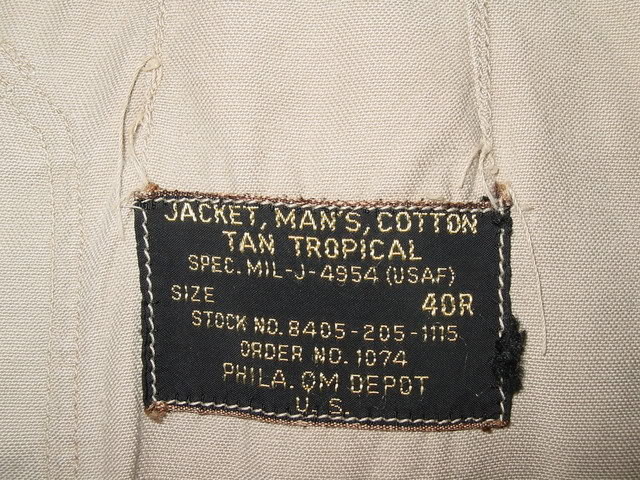 JACKET, MAN'S, COTTON
TAN TROPICAL
SPEC. MIL-J-4954 (USAF)
SIZE 40R
STOCK NO. 8405-205-1115
ORDER NO. 1074
PHILA. QM DEPOT
U. S.